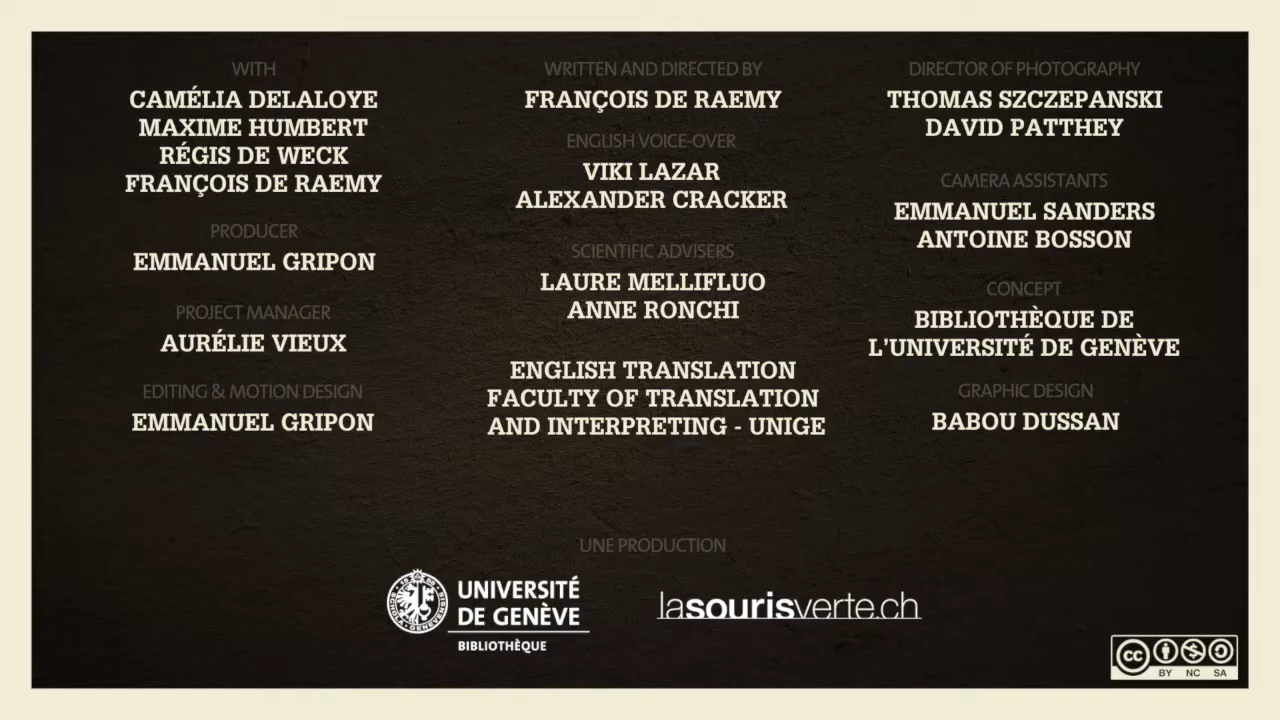 WITH
CAMÉLIA DELALOYE
MAXIME HUMBERT
RÉGIS DE WECK
FRANÇOIS DE RAEMY
PRODUCER
EMMANUEL GRIPON
PROJECT MANAGER
AURÉLIE VIEUX
EDITING & MOTION DESIGN
EMMANUEL GRIPON
WRITTEN AND DIRECTED BY
FRANÇOIS DE RAEMY
ENGLISH VOICE-OVER
VIKI LAZAR
ALEXANDER CRACKER
SCIENTIFIC ADVISERS
LAURE MELLIFLUO
ANNE RONCHI
ENGLISH TRANSLATION
FACULTY OF TRANSLATION
AND INTERPRETING - UNIGE
DIRECTOR OF PHOTOGRAPHY
THOMAS SZCZEPANSKI
DAVID PATTHEY
CAMERA ASSISTANTS
EMMANUEL SANDERS
ANTOINE BOSSON
CONCEPT
BIBLIOTHÈQUE DE
L'UNIVERSITÉ DE GENÈVE
GRAPHIC DESIGN
BABOU DUSSAN
UNE PRODUCTION
SCHOLA GENEVENSIS
UNIVERSITÉ
DE GENÈVE
BIBLIOTHÈQUE
lasourisverte.ch
cc
BY NC SA